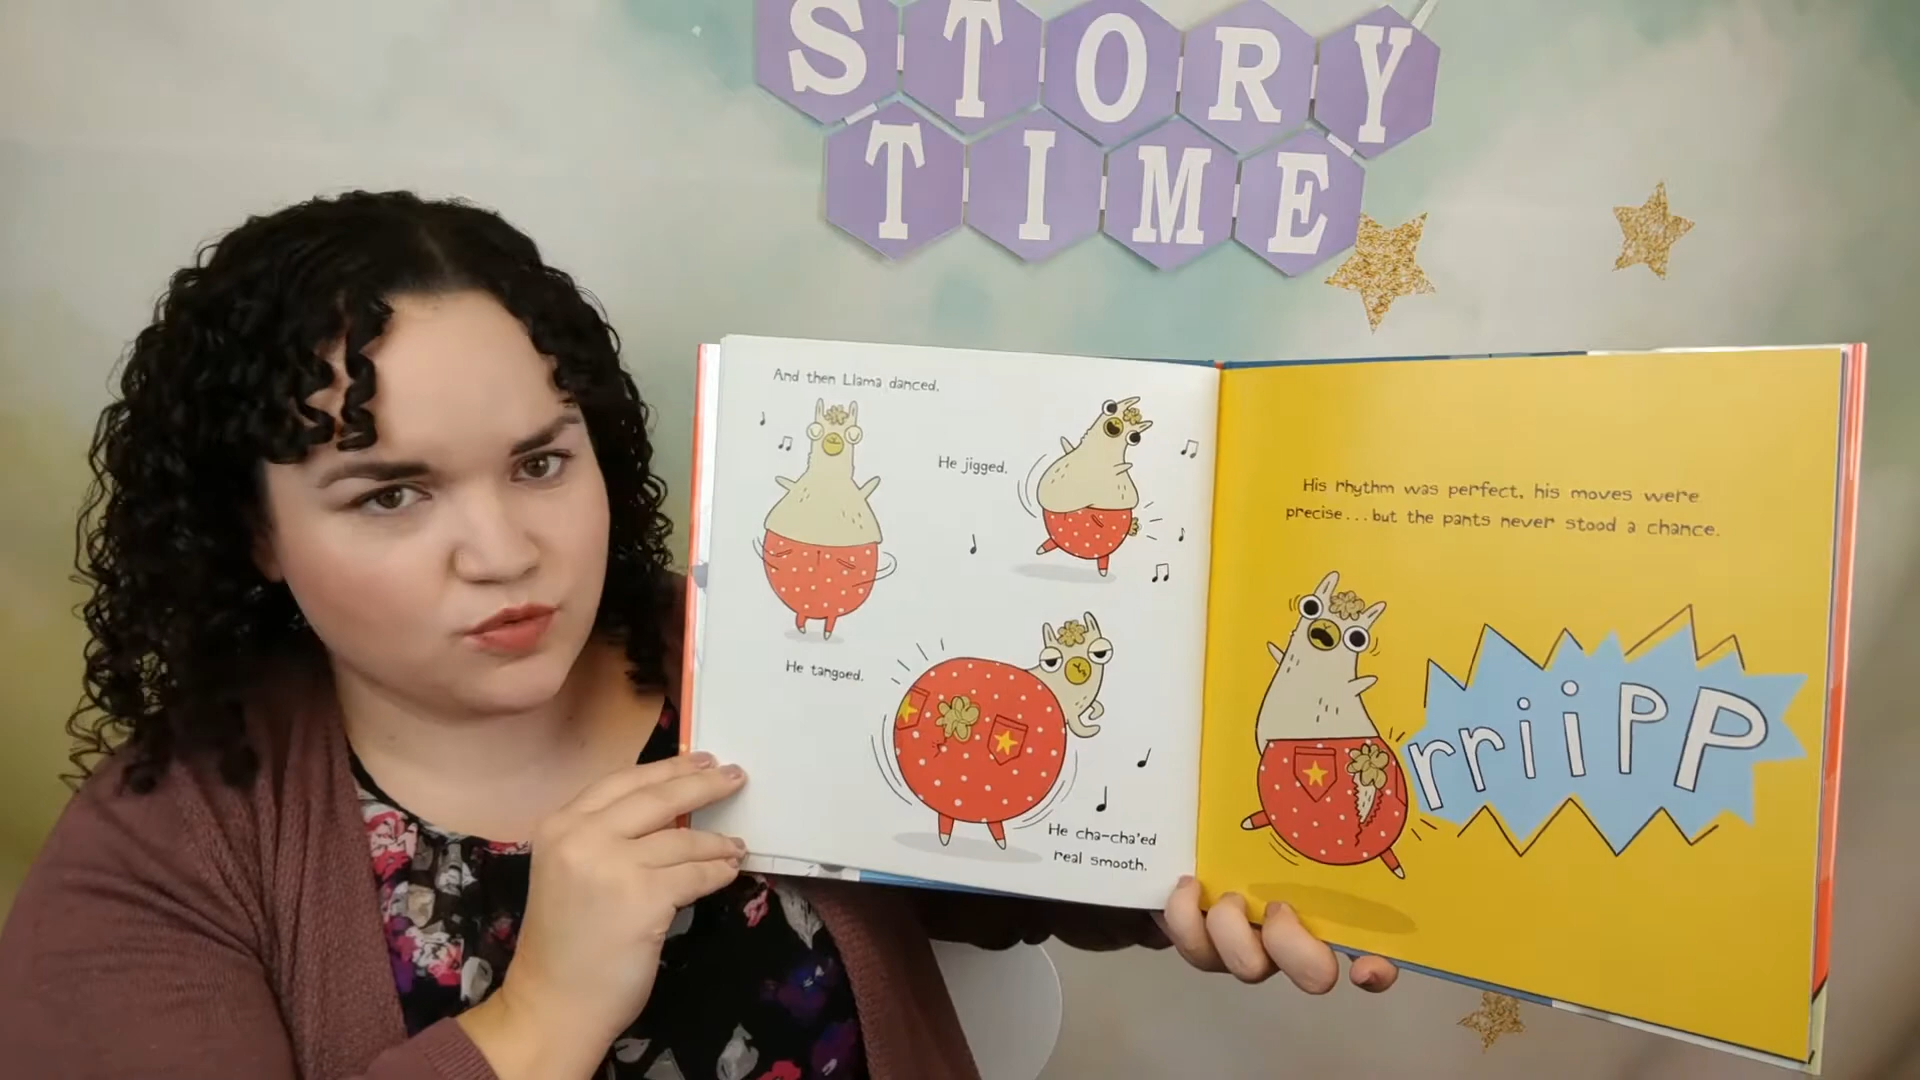 STORY
TIME
And then Llama danced.
He jigged.
He tangoed.
He cha-cha'ed
real smooth.
His rhythm was perfect, his moves were
precise...but the pants never stood a chance.
rriiPP